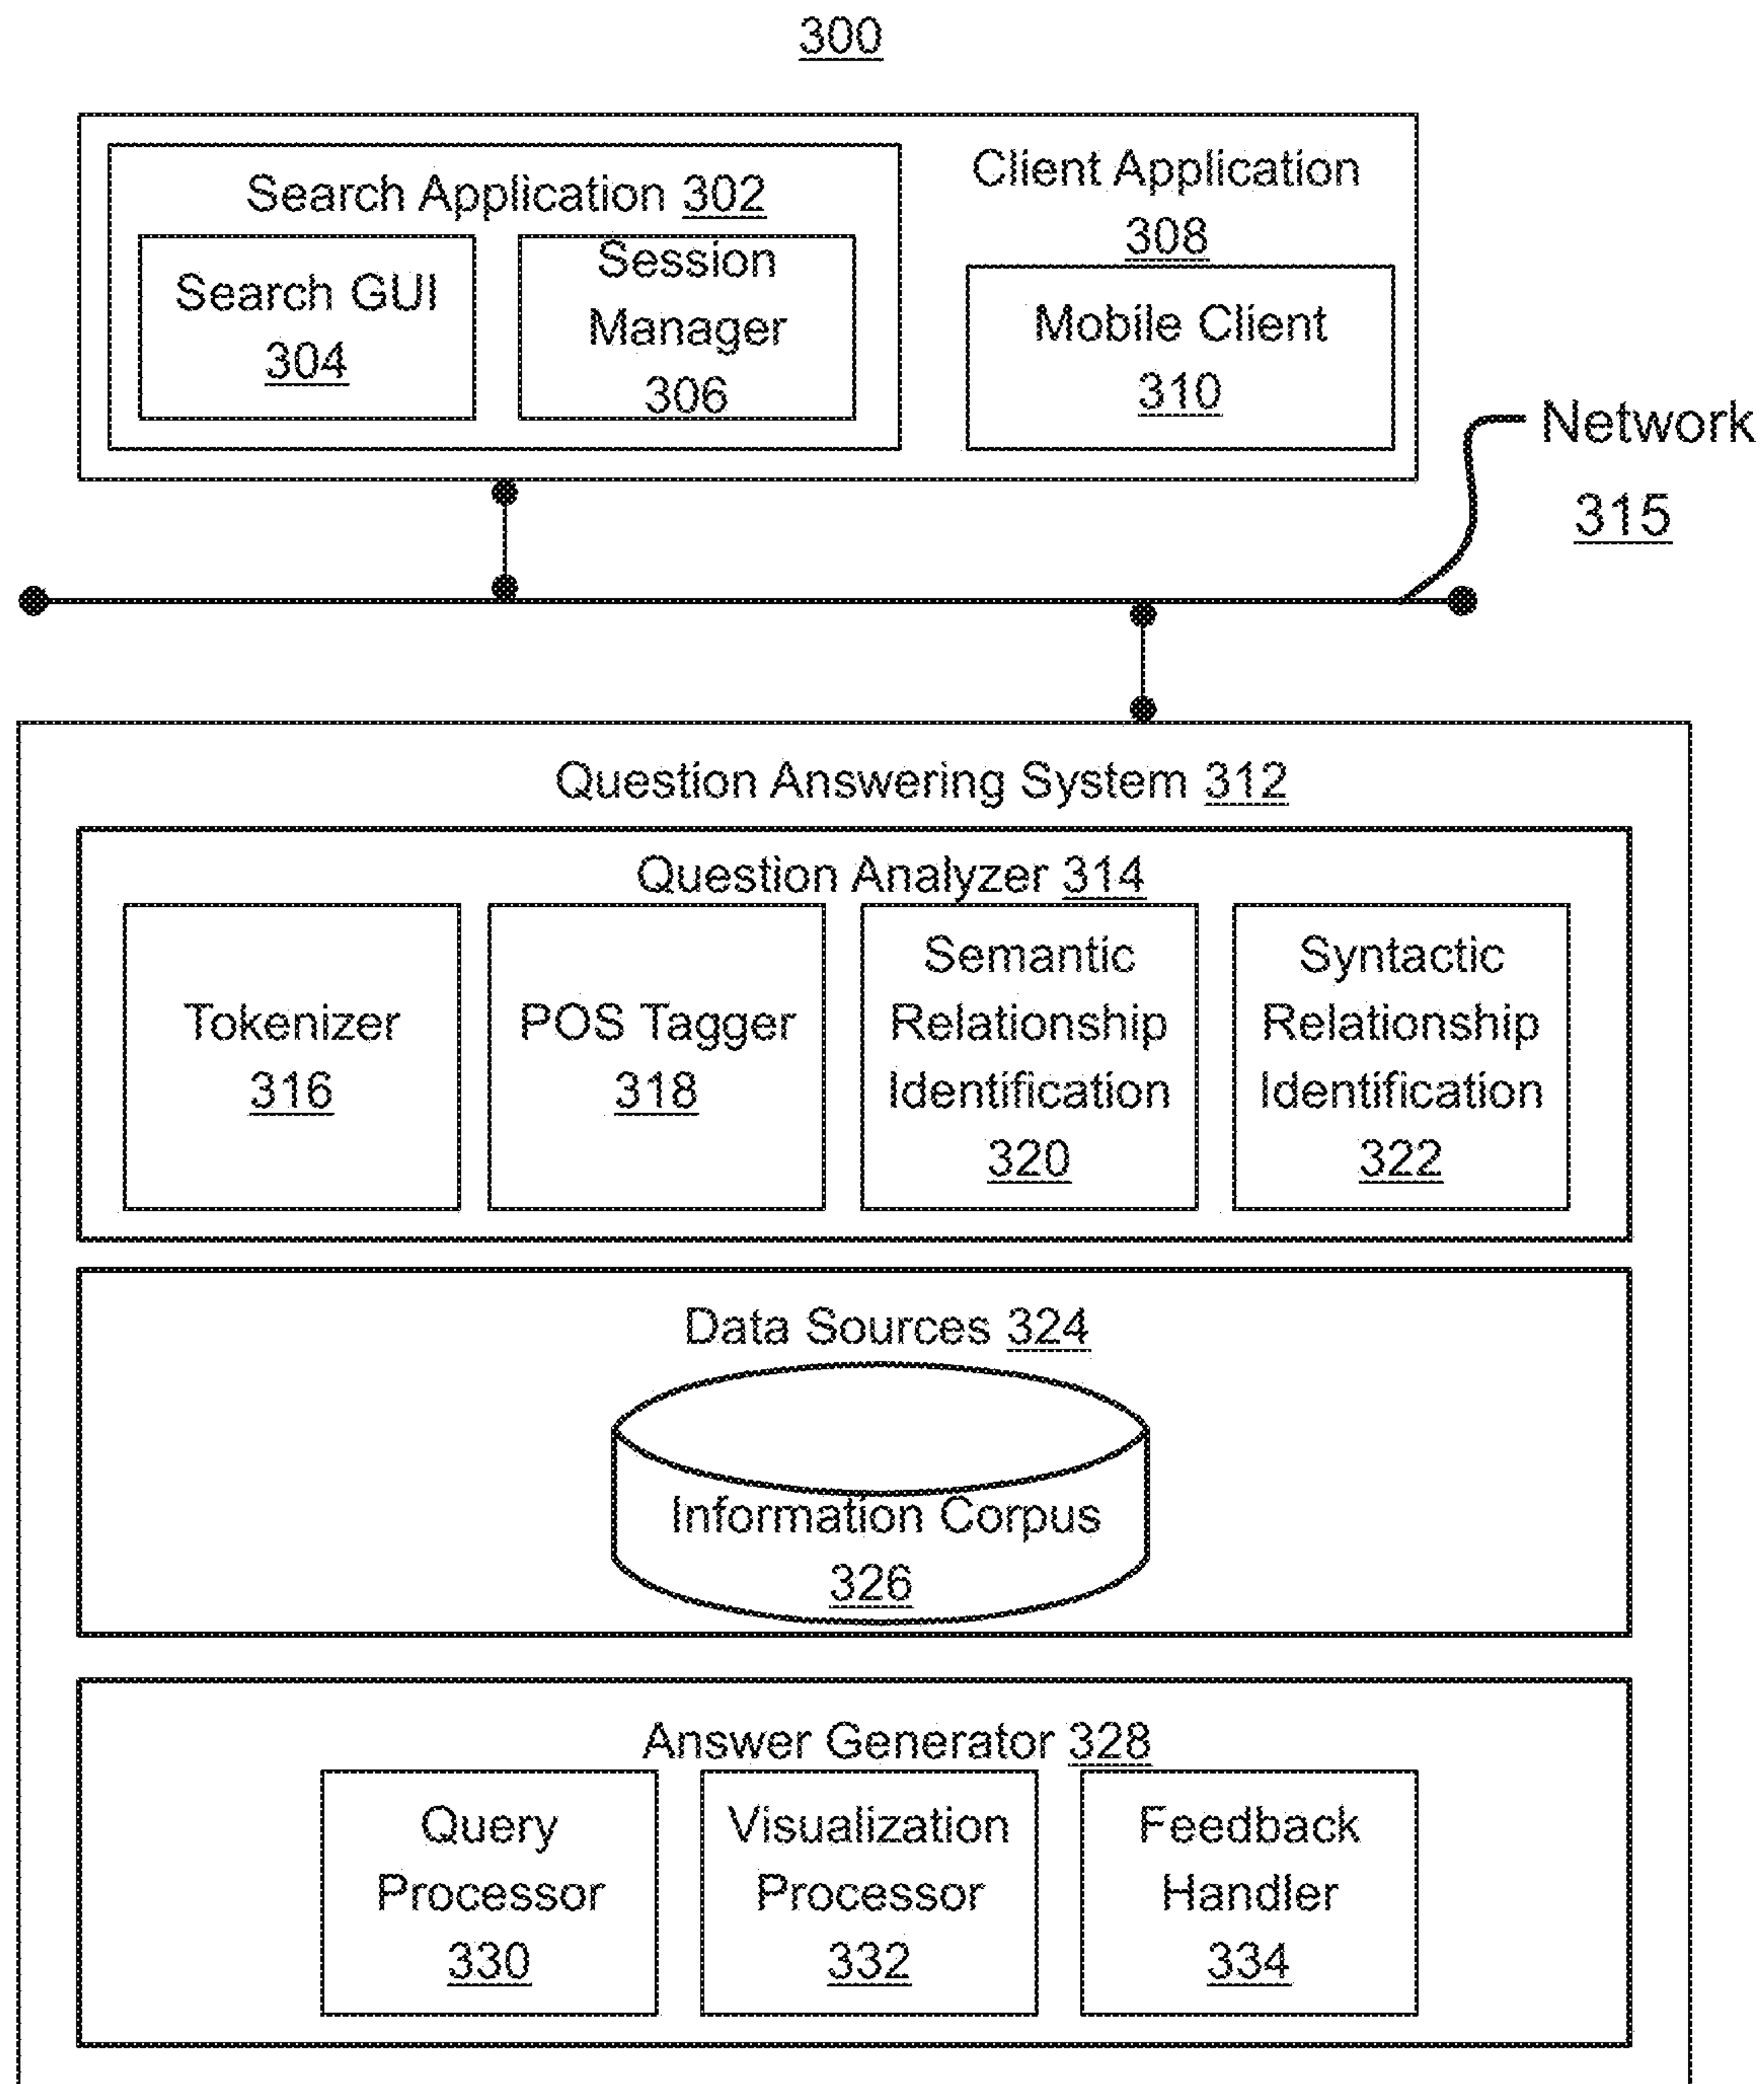 300
Search Application 302
Search GUI
304
Session
Manager
306
Client Application
308
Mobile Client
310
Network
315
Question Answering System 312
Question Analyzer 314
Tokenizer
316
POS Tagger
318
Semantic
Relationship
Identification
320
Syntactic
Relationship
Identification
322
Data Sources 324
Information Corpus
326
Answer Generator 328
Query
Processor
330
Visualization
Processor
332
Feedback
Handler
334